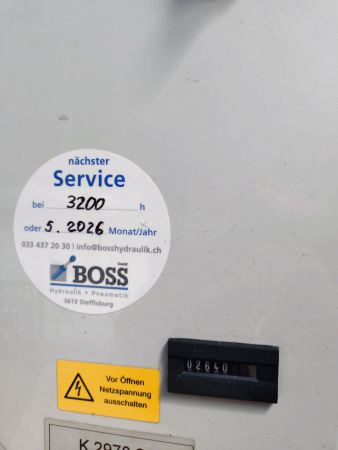 nächster
Service
bei 3200 h
oder 5. 2026 Monat/Jahr
033 437 20 30 | info@bosshydraulik.ch
BOSS GmbH
Hydraulik + Pneumatik
3613 Steffisburg
02640
Vor Öffnen
Netzspannung
ausschalten